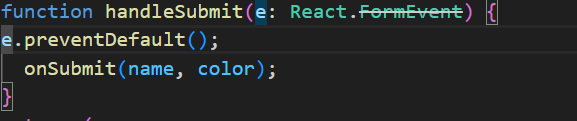 function handleSubmit(e: React.FormEvent) {
e.preventDefault();
onSubmit(name, color);
}